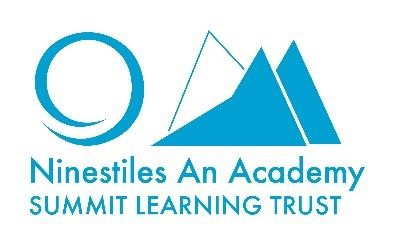 Ninestiles An Academy
SUMMIT LEARNING TRUST